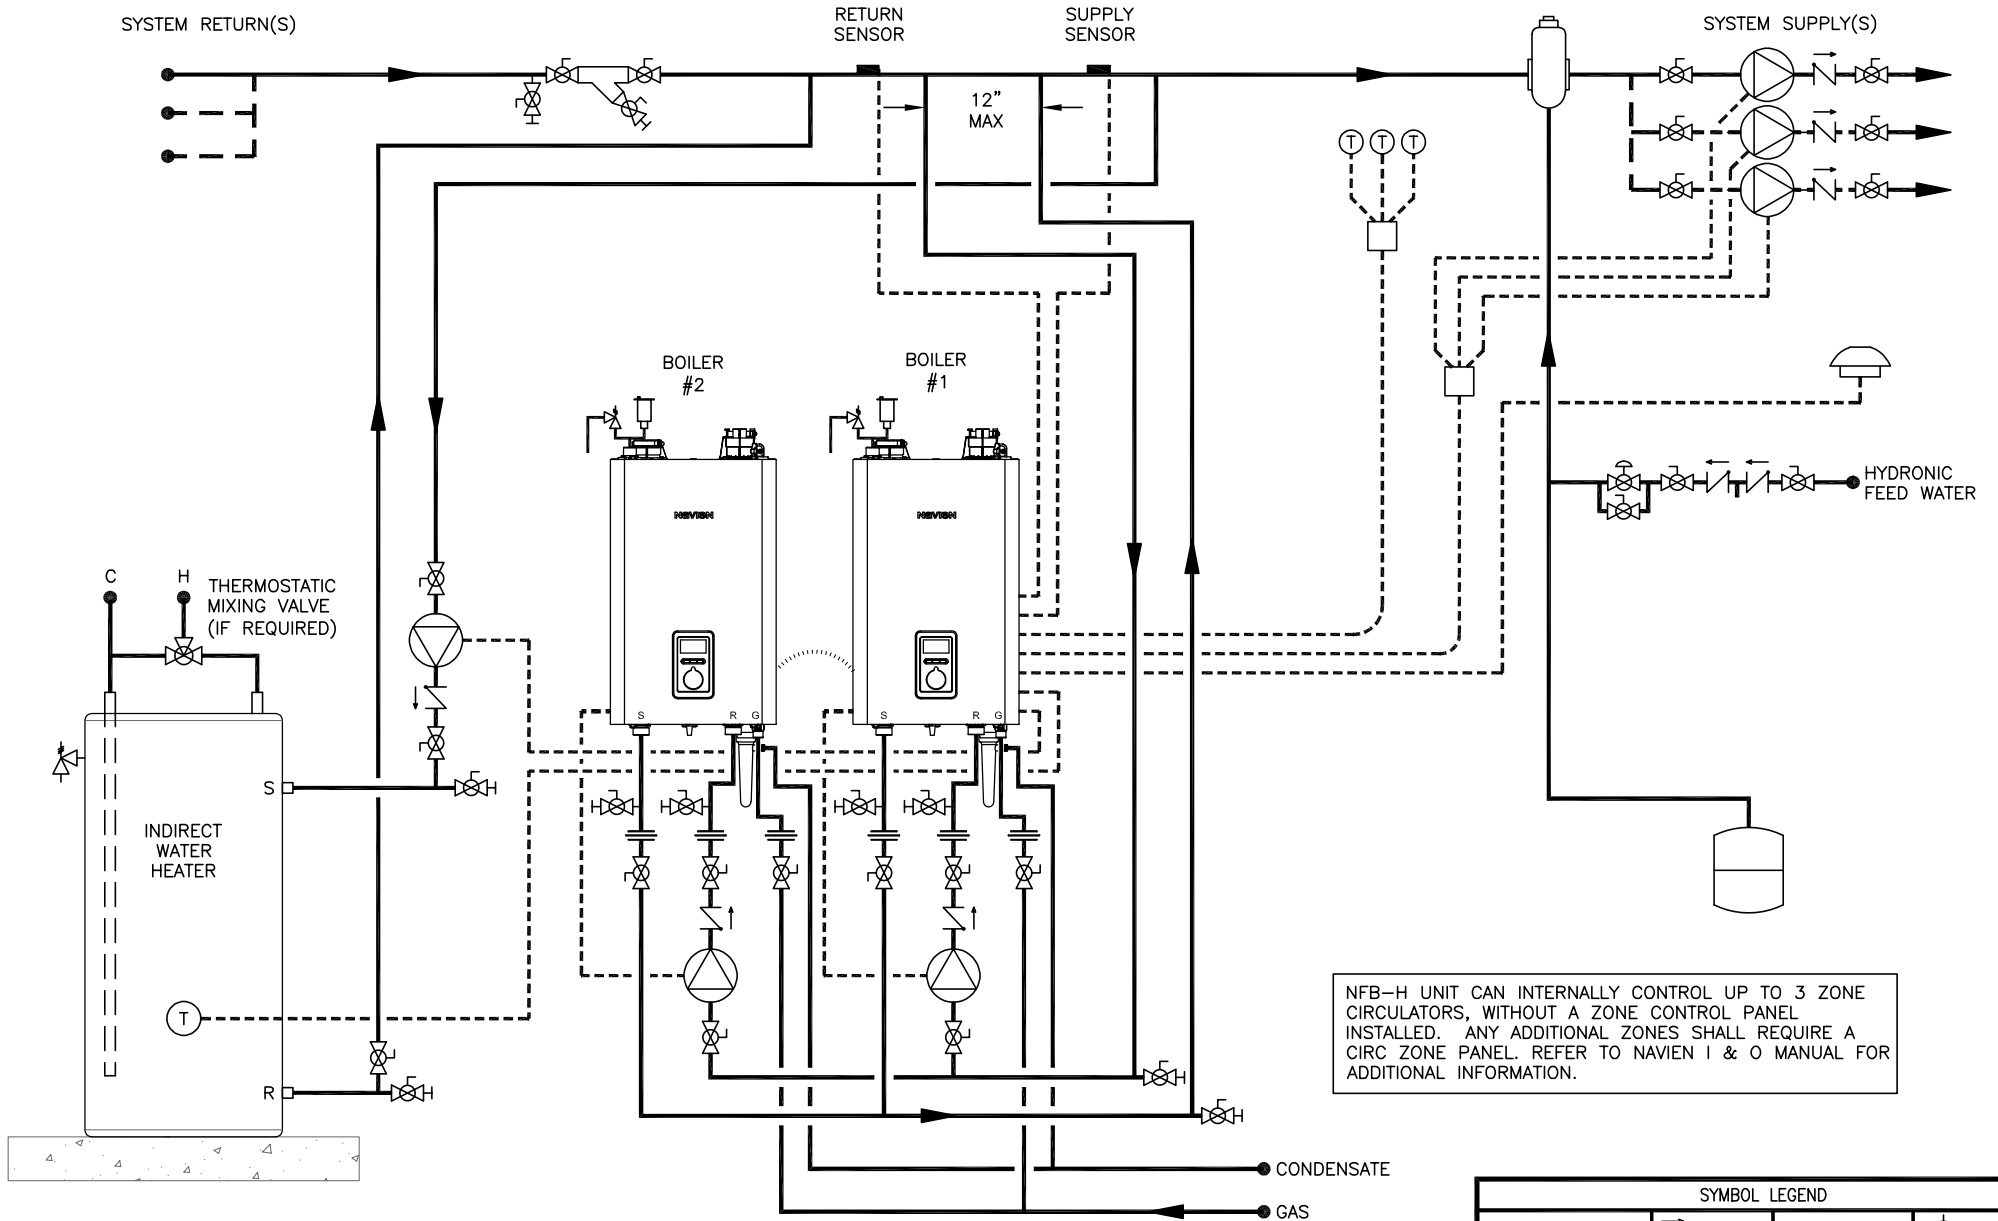 SYSTEM RETURN(S)
RETURN
SENSOR
SUPPLY
SENSOR
SYSTEM SUPPLY(S)
12"
MAX
T T T
BOILER
#2
BOILER
#1
NAVIEN
NAVIEN
HYDRONIC
FEED WATER
C
H
THERMOSTATIC
MIXING VALVE
(IF REQUIRED)
S
R
G
S
R
G
S
INDIRECT
WATER
HEATER
T
R
NFB-H UNIT CAN INTERNALLY CONTROL UP TO 3 ZONE
CIRCULATORS, WITHOUT A ZONE CONTROL PANEL
INSTALLED. ANY ADDITIONAL ZONES SHALL REQUIRE A
CIRC ZONE PANEL. REFER TO NAVIEN I & O MANUAL FOR
ADDITIONAL INFORMATION.
CONDENSATE
GAS
SYMBOL LEGEND